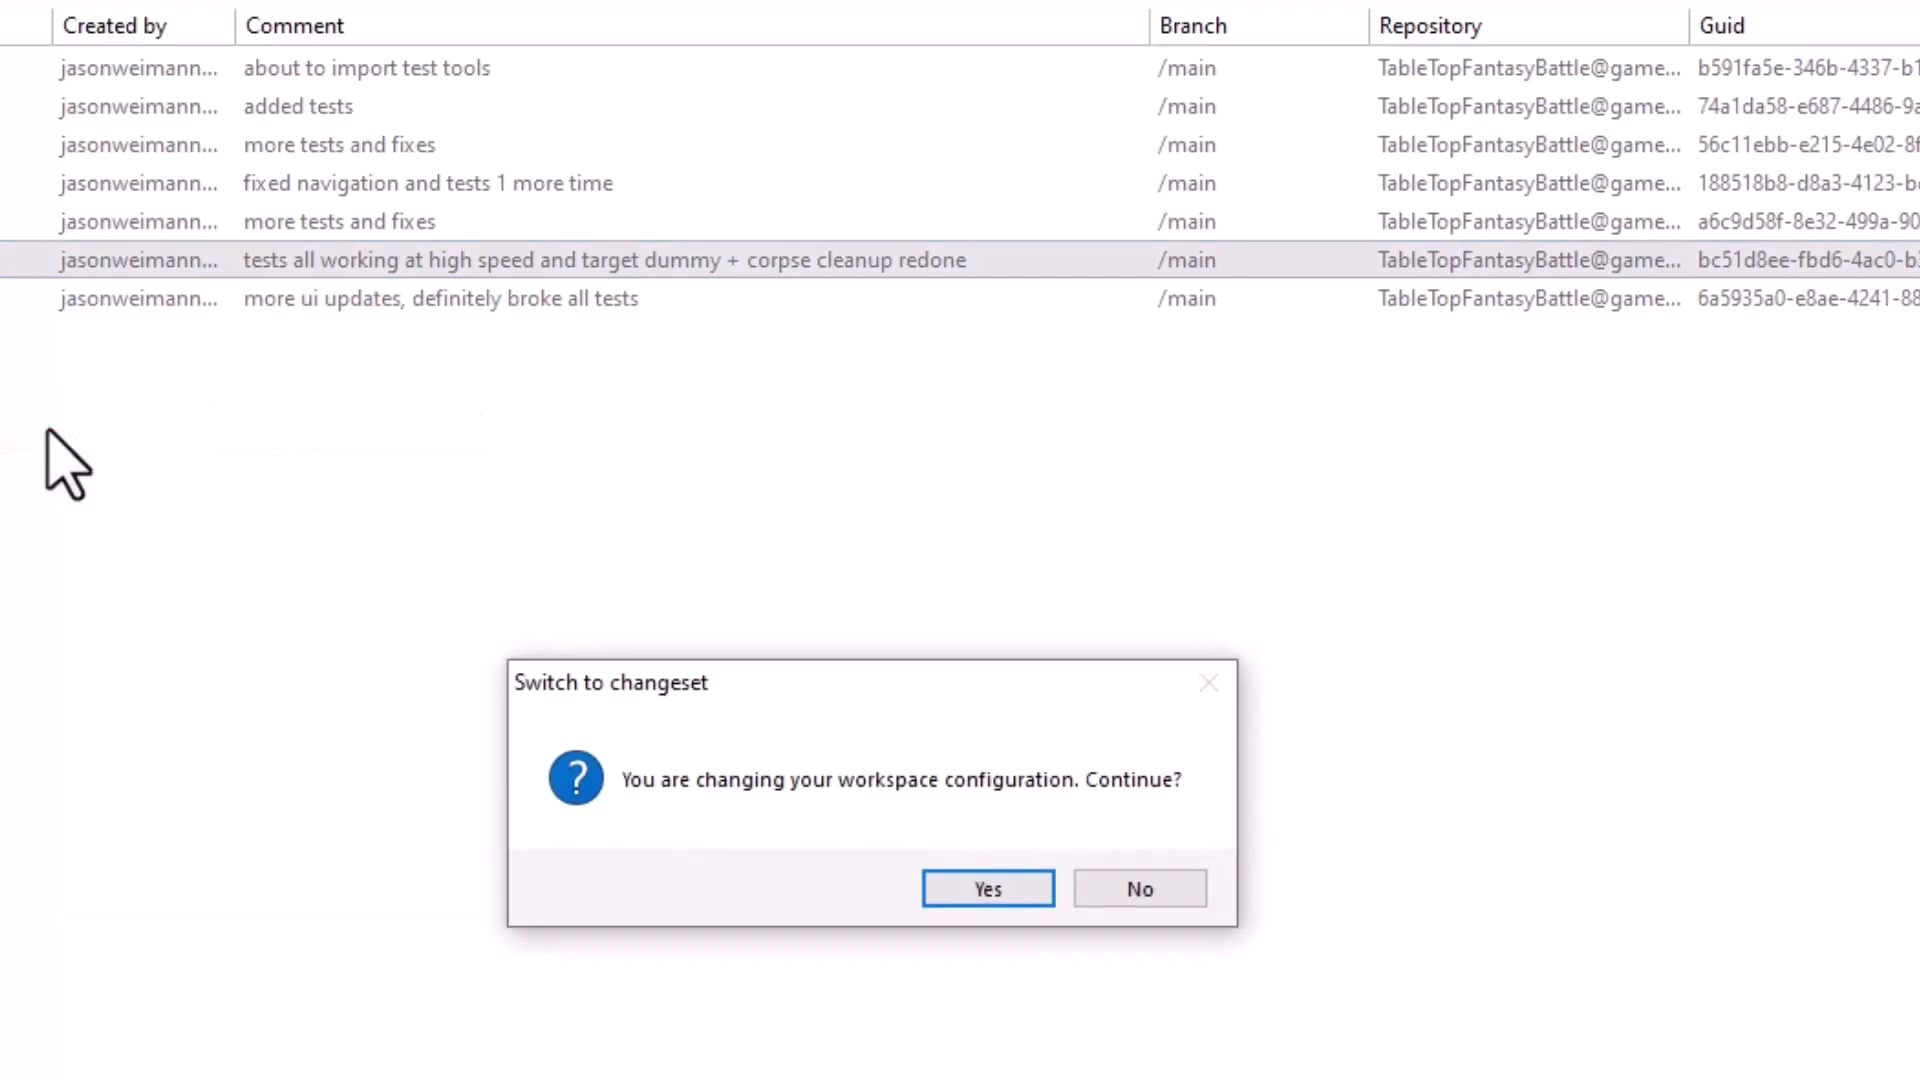 Created by Comment Branch Repository Guid
jasonweimann... about to import test tools /main TableTopFantasyBattle@game... b591fa5e-346b-4337-b1
jasonweimann... added tests /main TableTopFantasyBattle@game... 74a1da58-e687-4486-9a
jasonweimann... more tests and fixes /main TableTopFantasyBattle@game... 56c11ebb-e215-4e02-8f
jasonweimann... fixed navigation and tests 1 more time /main TableTopFantasyBattle@game... 188518b8-d8a3-4123-b
jasonweimann... more tests and fixes /main TableTopFantasyBattle@game... a6c9d58f-8e32-499a-90
jasonweimann... tests all working at high speed and target dummy + corpse cleanup redone /main TableTopFantasyBattle@game... bc51d8ee-fbd6-4ac0-b
jasonweimann... more ui updates, definitely broke all tests /main TableTopFantasyBattle@game... 6a5935a0-e8ae-4241-88
Switch to changeset
You are changing your workspace configuration. Continue?
Yes No